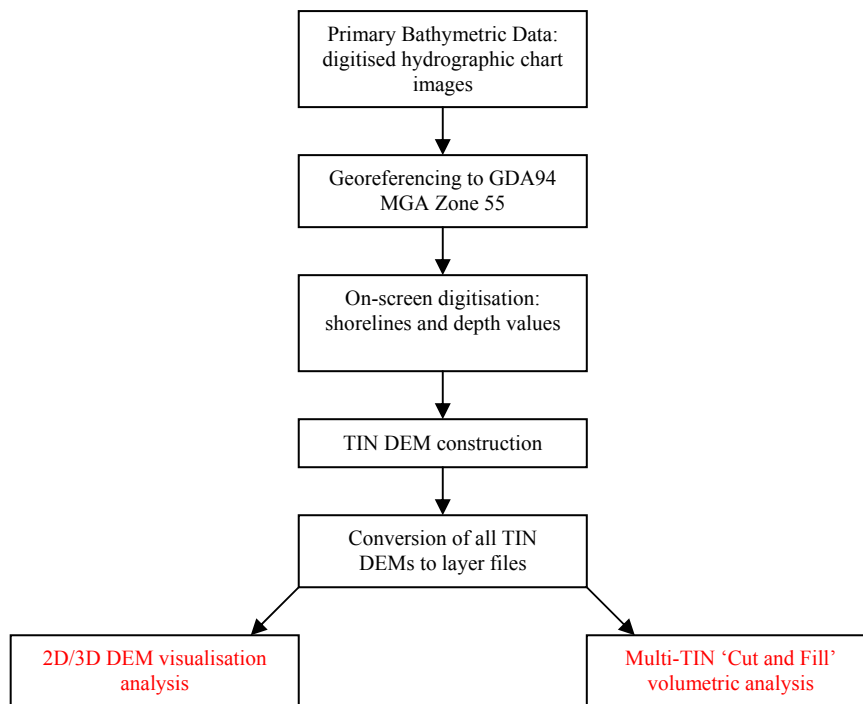 Primary Bathymetric Data:
digitised hydrographic chart
images
Georeferencing to GDA94
MGA Zone 55
On-screen digitisation:
shorelines and depth values
TIN DEM construction
Conversion of all TIN
DEMs to layer files
2D/3D DEM visualisation
analysis
Multi-TIN ‘Cut and Fill’
volumetric analysis